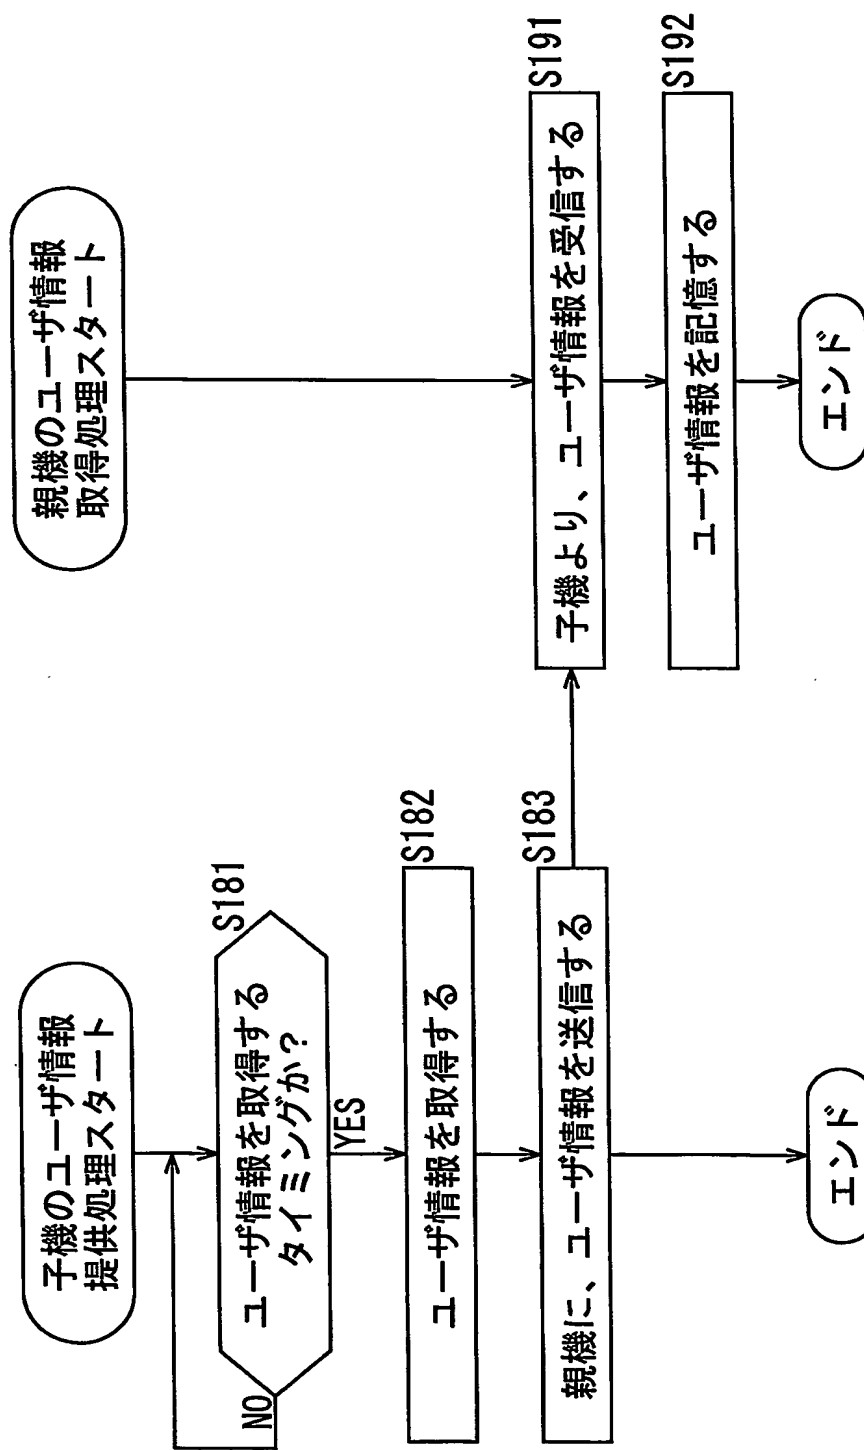 子機のユーザ情報
提供処理スタート
S181
ユーザ情報を取得する
タイミングか？
NO
YES
S182
ユーザ情報を取得する
S183
親機に、ユーザ情報を送信する
エンド
親機のユーザ情報
取得処理スタート
S191
子機より、ユーザ情報を受信する
S192
ユーザ情報を記憶する
エンド